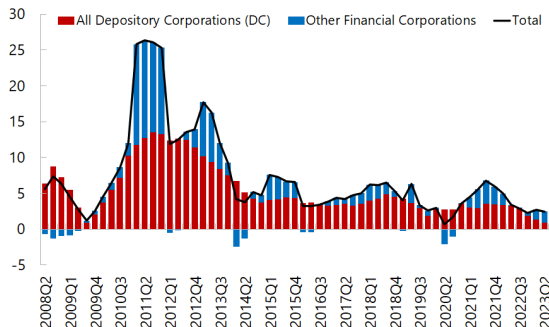 All Depository Corporations (DC) Other Financial Corporations Total
30
25
20
15
10
5
0
-5
2008Q2
2009Q1
2009Q4
2010Q3
2011Q2
2012Q1
2012Q4
2013Q3
2014Q2
2015Q1
2015Q4
2016Q3
2017Q2
2018Q1
2018Q4
2019Q3
2020Q2
2021Q1
2021Q4
2022Q3
2023Q2